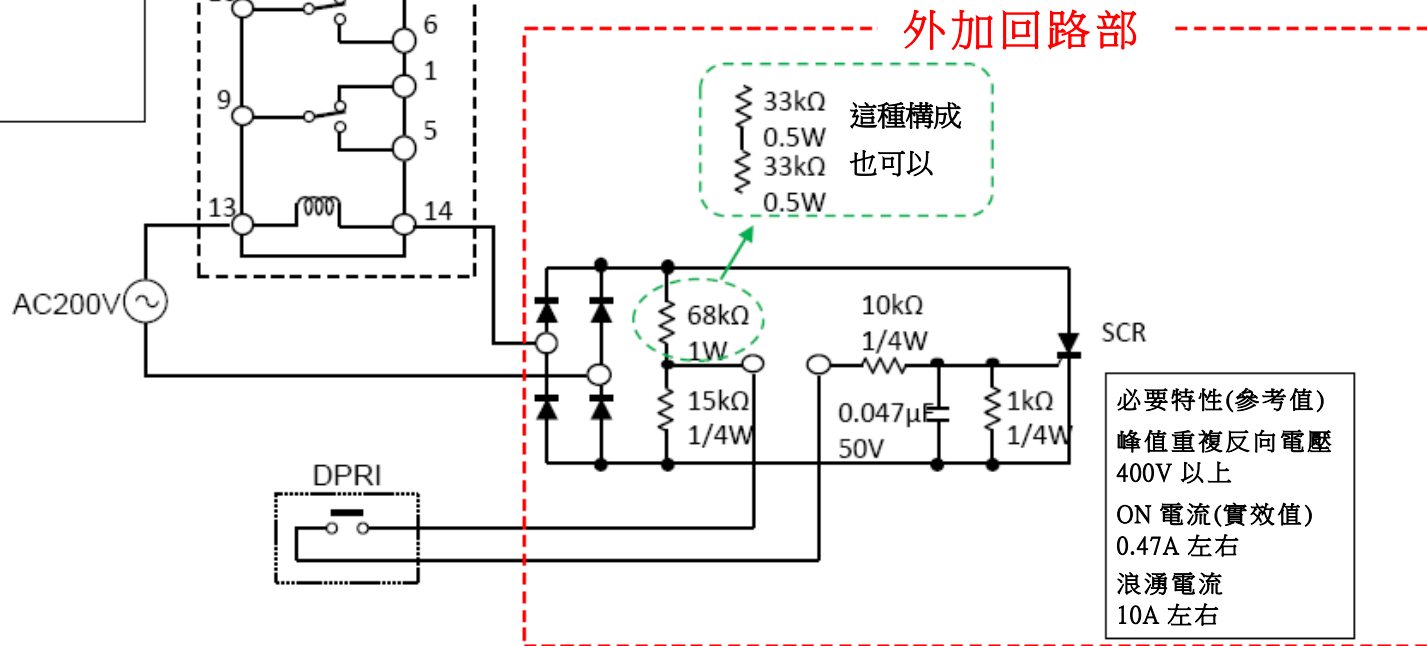 外加回路部
6
1
9
5
13
14
33kΩ
0.5W
33kΩ
0.5W
這種構成
也可以
AC200V
68kΩ
1W
10kΩ
1/4W
SCR
15kΩ
1/4W
0.047μF
50V
1kΩ
1/4W
DPRI
必要特性(參考值)
峰值重複反向電壓
400V 以上
ON 電流(實效值)
0.47A 左右
浪湧電流
10A 左右